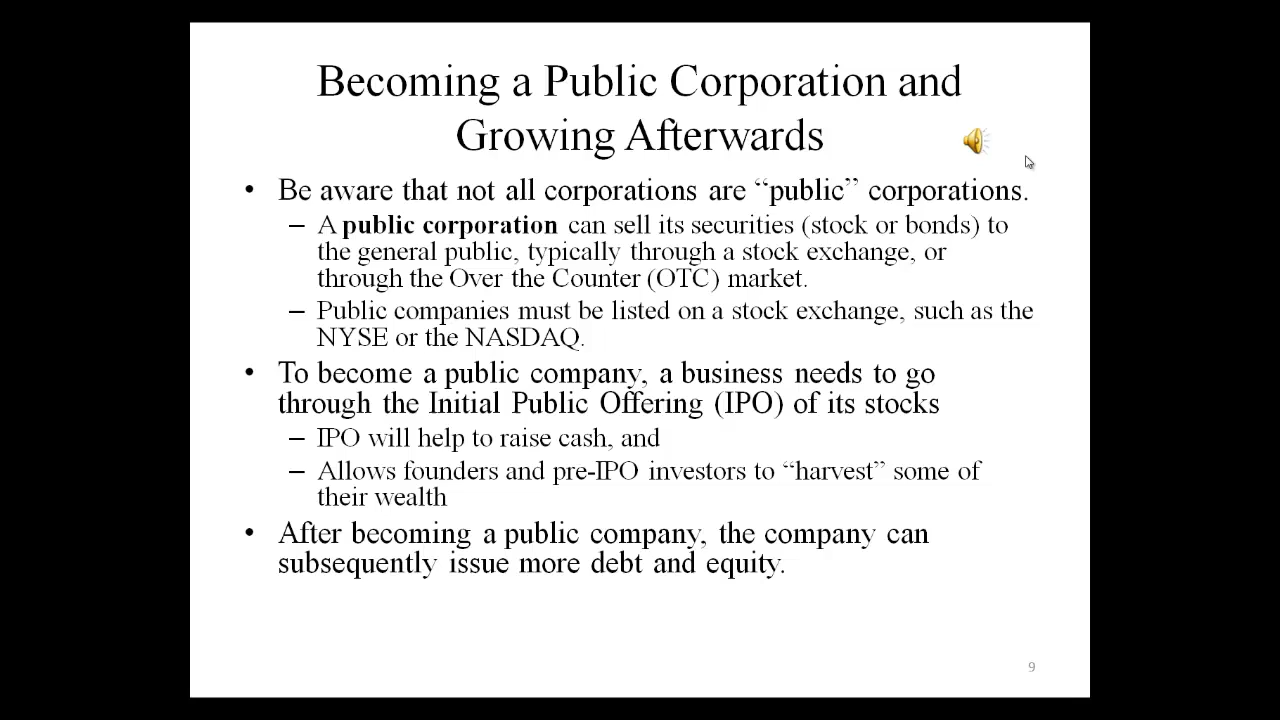 Becoming a Public Corporation and
Growing Afterwards
• Be aware that not all corporations are “public” corporations.
– A public corporation can sell its securities (stock or bonds) to
the general public, typically through a stock exchange, or
through the Over the Counter (OTC) market.
– Public companies must be listed on a stock exchange, such as the
NYSE or the NASDAQ.
• To become a public company, a business needs to go
through the Initial Public Offering (IPO) of its stocks
– IPO will help to raise cash, and
– Allows founders and pre-IPO investors to “harvest” some of
their wealth
• After becoming a public company, the company can
subsequently issue more debt and equity.
9